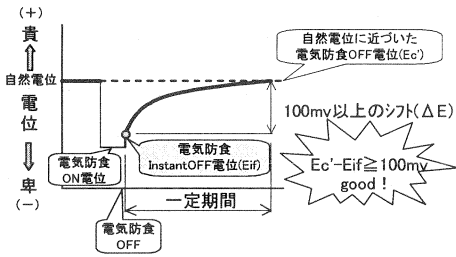 (+)
貴
自然電位
電
位
卑
(−)
自然電位に近づいた
電気防食OFF電位(Ec')
100mv以上のシフト(ΔE)
電気防食
InstantOFF電位(Eif)
電気防食
ON電位
Ec'-Eif≧100mv
good！
一定期間
電気防食
OFF